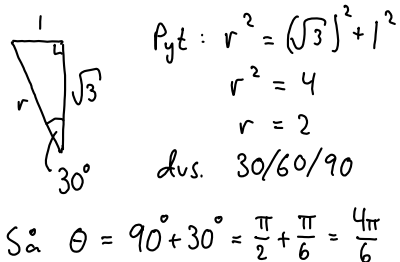 1
Pyt : r² = (√3)² + 1²
r
√3
r² = 4
r = 2
30°
dvs. 30/60/90
Så θ = 90° + 30° = π/2 + π/6 = 4π/6